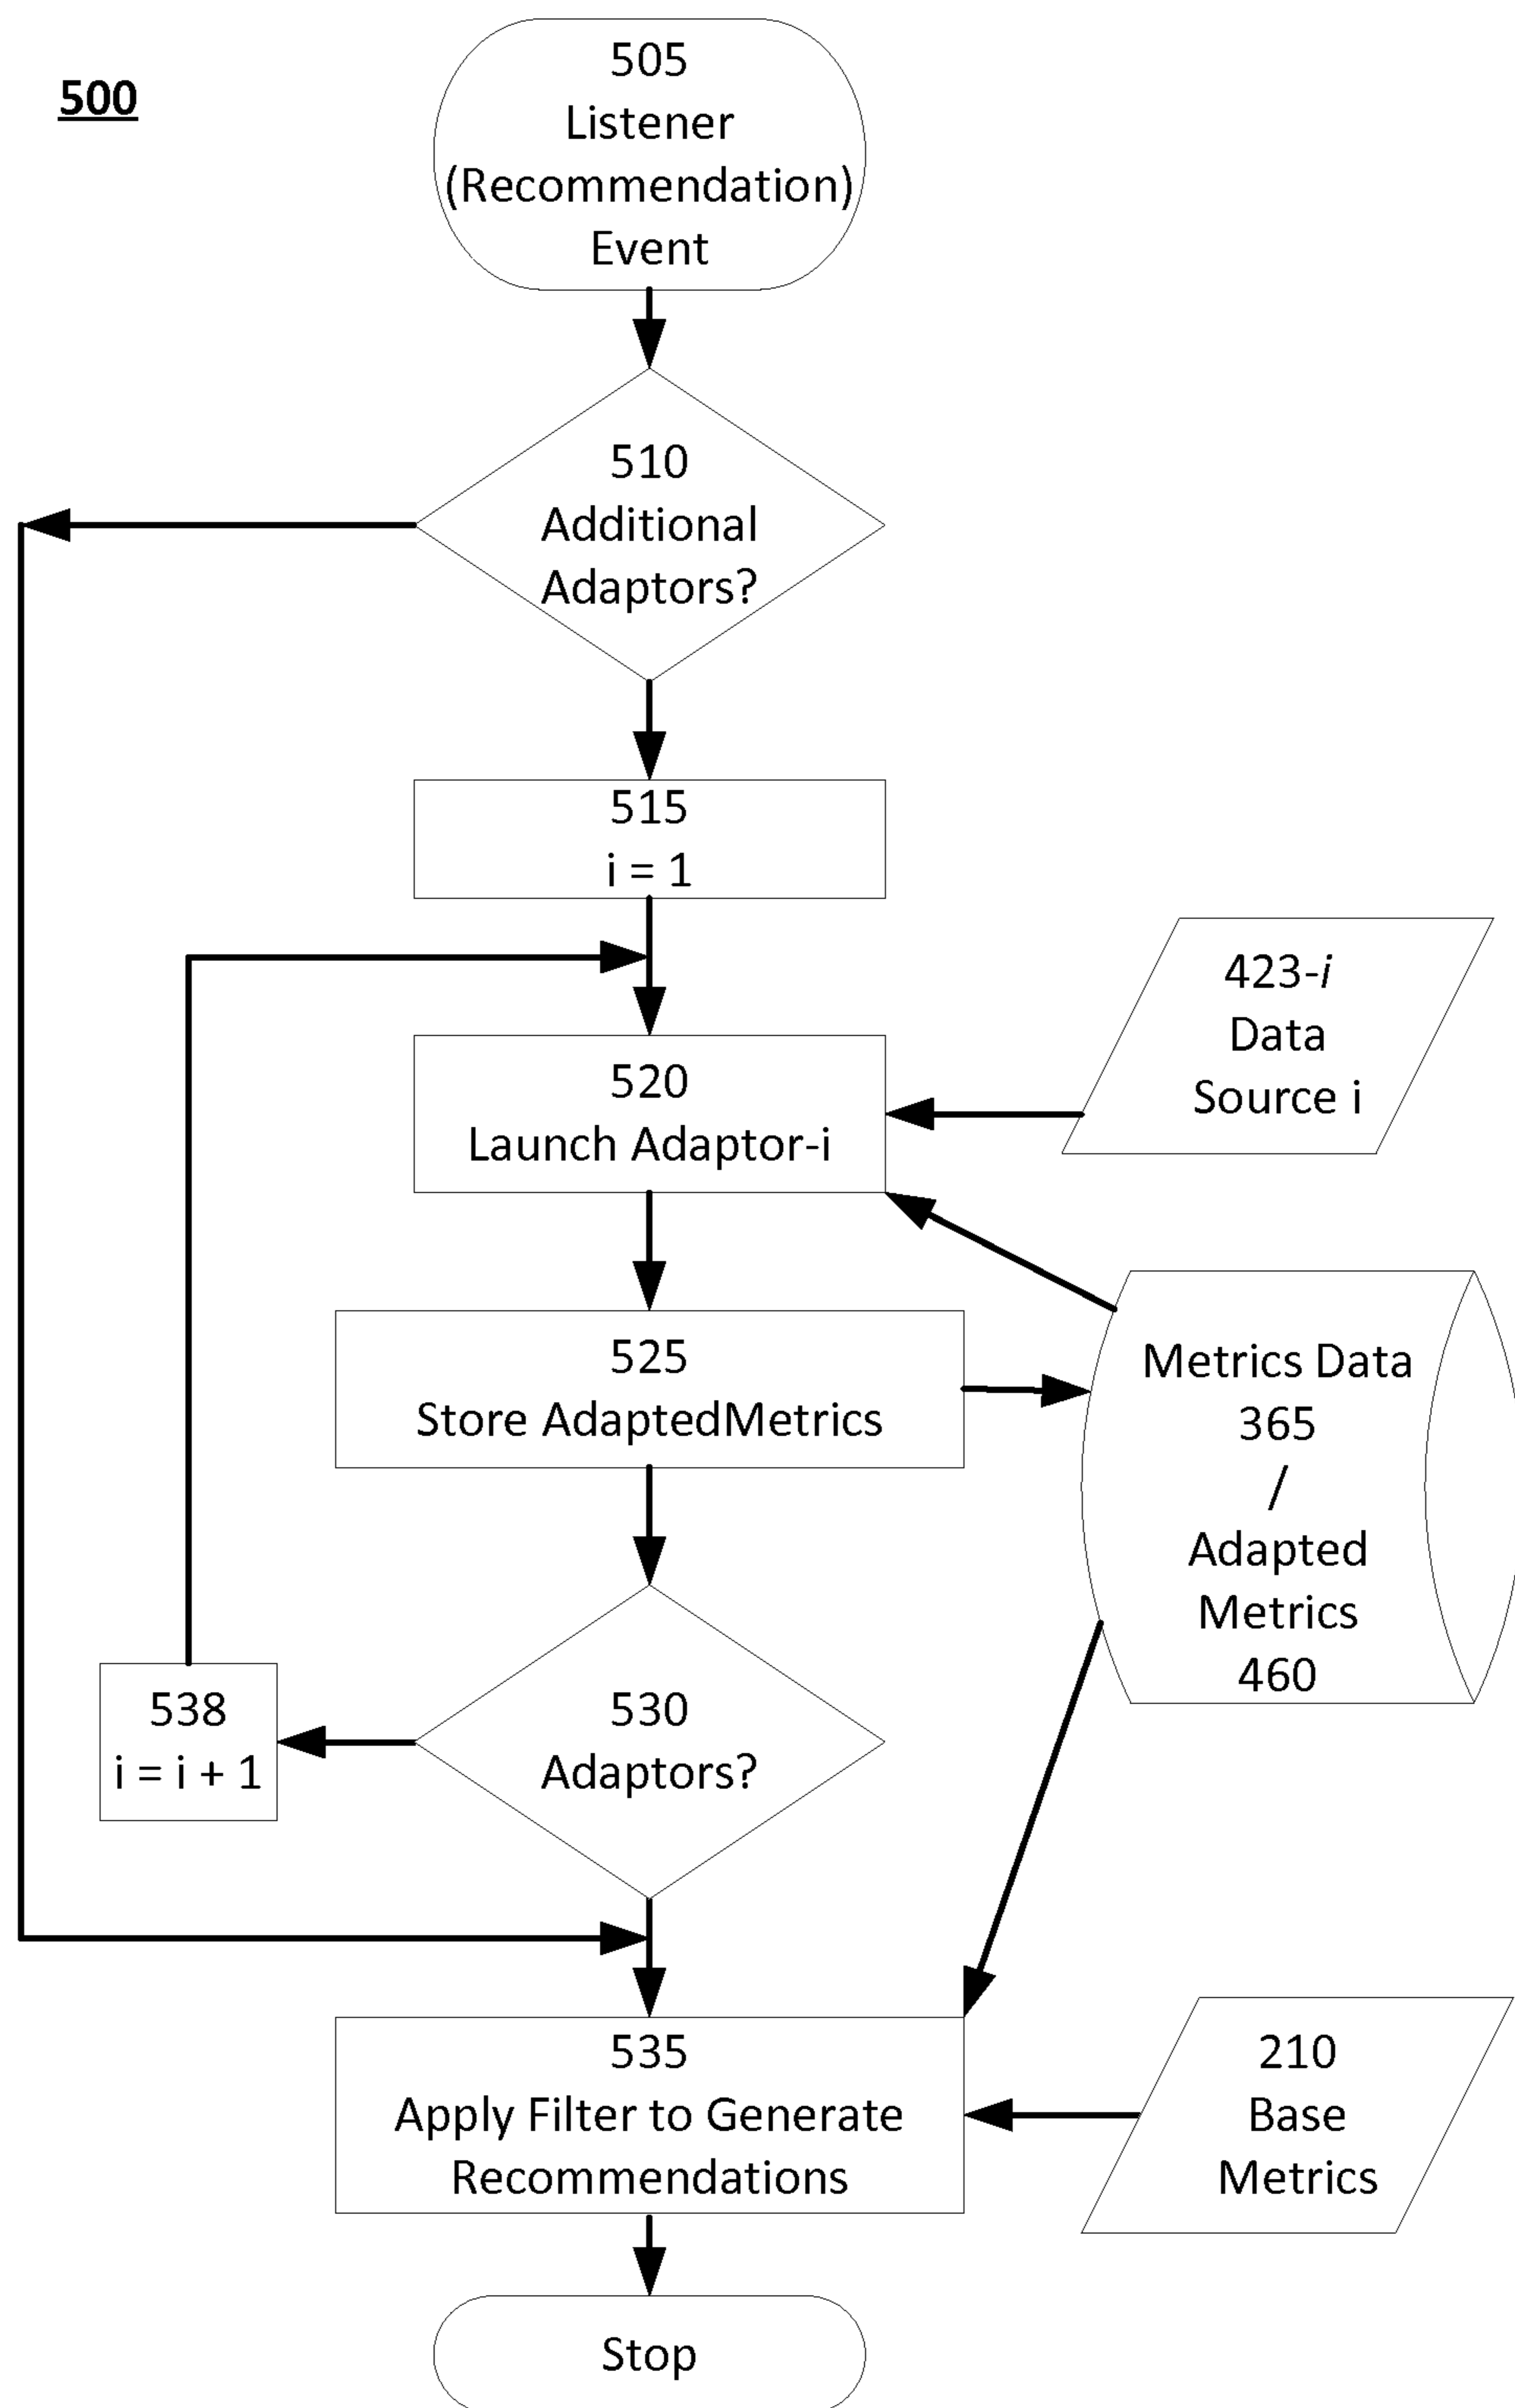 500
505
Listener
(Recommendation)
Event
510
Additional
Adaptors?
515
i = 1
423-i
Data
Source i
520
Launch Adaptor-i
525
Store AdaptedMetrics
Metrics Data
365
/
Adapted
Metrics
460
530
Adaptors?
538
i = i + 1
535
Apply Filter to Generate
Recommendations
210
Base
Metrics
Stop